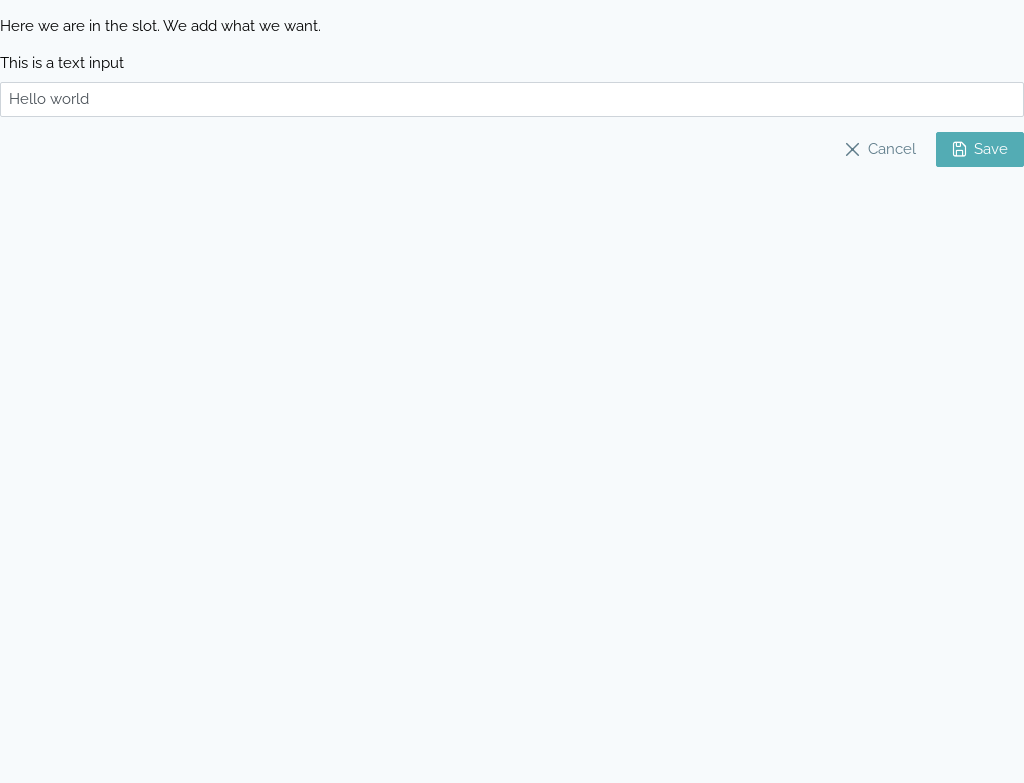 Here we are in the slot. We add what we want.
This is a text input
Hello world
Cancel
Save